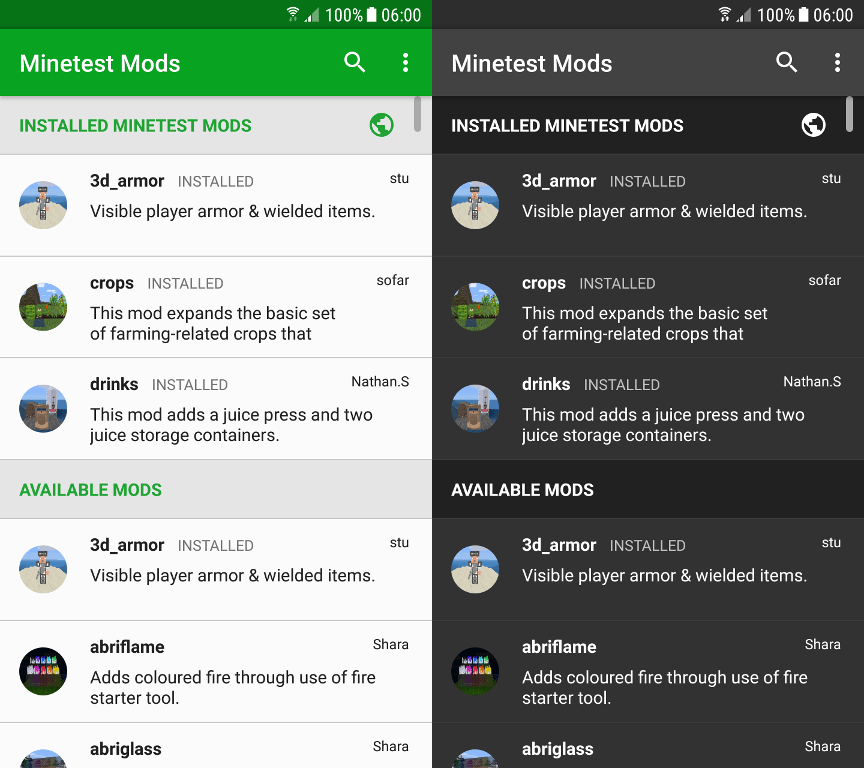 100% 06:00
Minetest Mods
INSTALLED MINETEST MODS
3d_armor INSTALLED stu
Visible player armor & wielded items.
crops INSTALLED sofar
This mod expands the basic set
of farming-related crops that
drinks INSTALLED Nathan.S
This mod adds a juice press and two
juice storage containers.
AVAILABLE MODS
3d_armor INSTALLED stu
Visible player armor & wielded items.
abriflame Shara
Adds coloured fire through use of fire
starter tool.
abriglass Shara
100% 06:00
Minetest Mods
INSTALLED MINETEST MODS
3d_armor INSTALLED stu
Visible player armor & wielded items.
crops INSTALLED sofar
This mod expands the basic set
of farming-related crops that
drinks INSTALLED Nathan.S
This mod adds a juice press and two
juice storage containers.
AVAILABLE MODS
3d_armor INSTALLED stu
Visible player armor & wielded items.
abriflame Shara
Adds coloured fire through use of fire
starter tool.
abriglass Shara